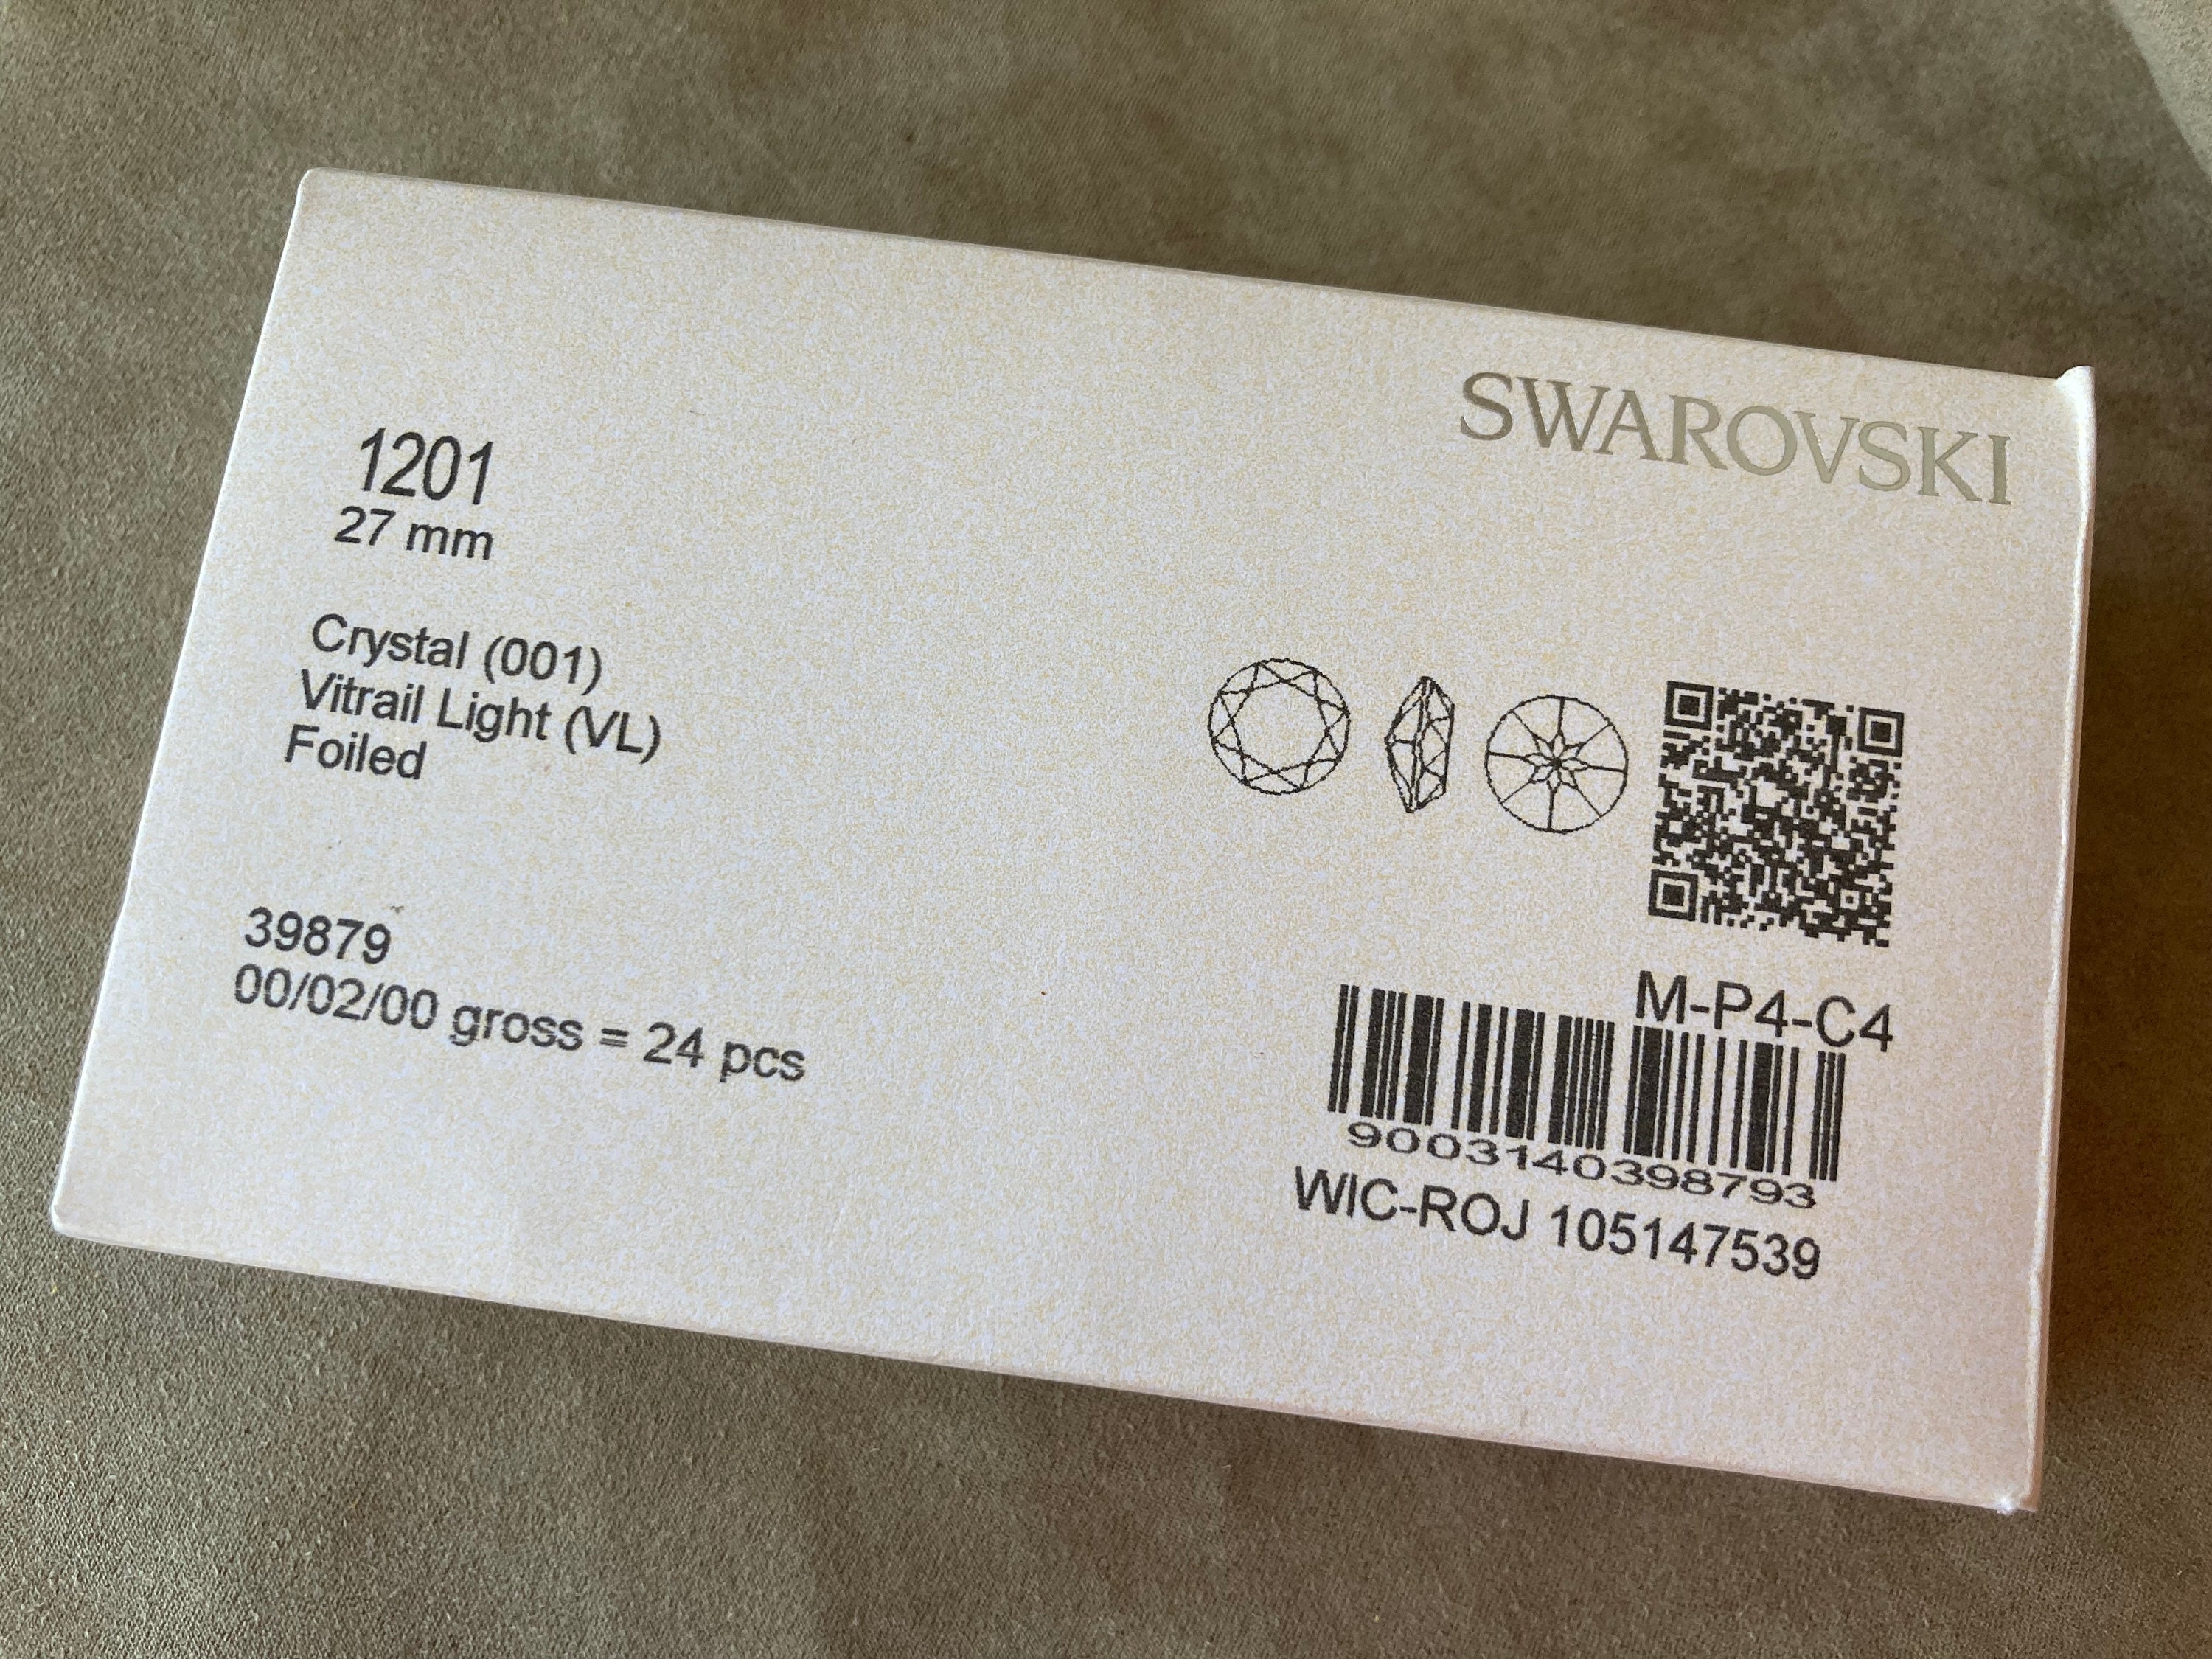 SWAROVSKI
1201
27 mm
Crystal (001)
Vitrail Light (VL)
Foiled
39879
00/02/00 gross = 24 pcs
M-P4-C4
9003140398793
WIC-ROJ 105147539